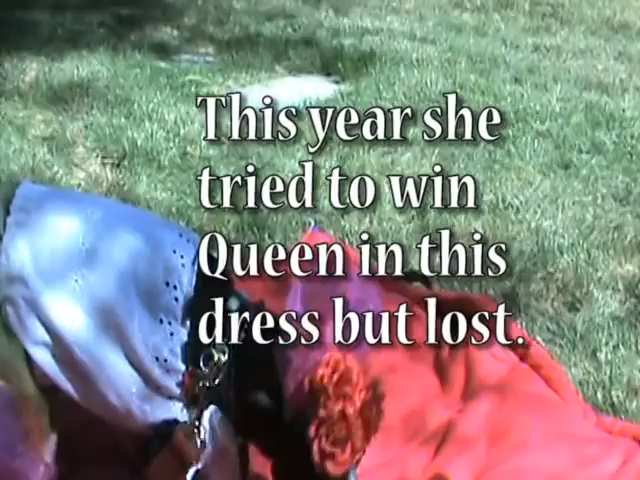 This year she
tried to win
Queen in this
dress but lost.